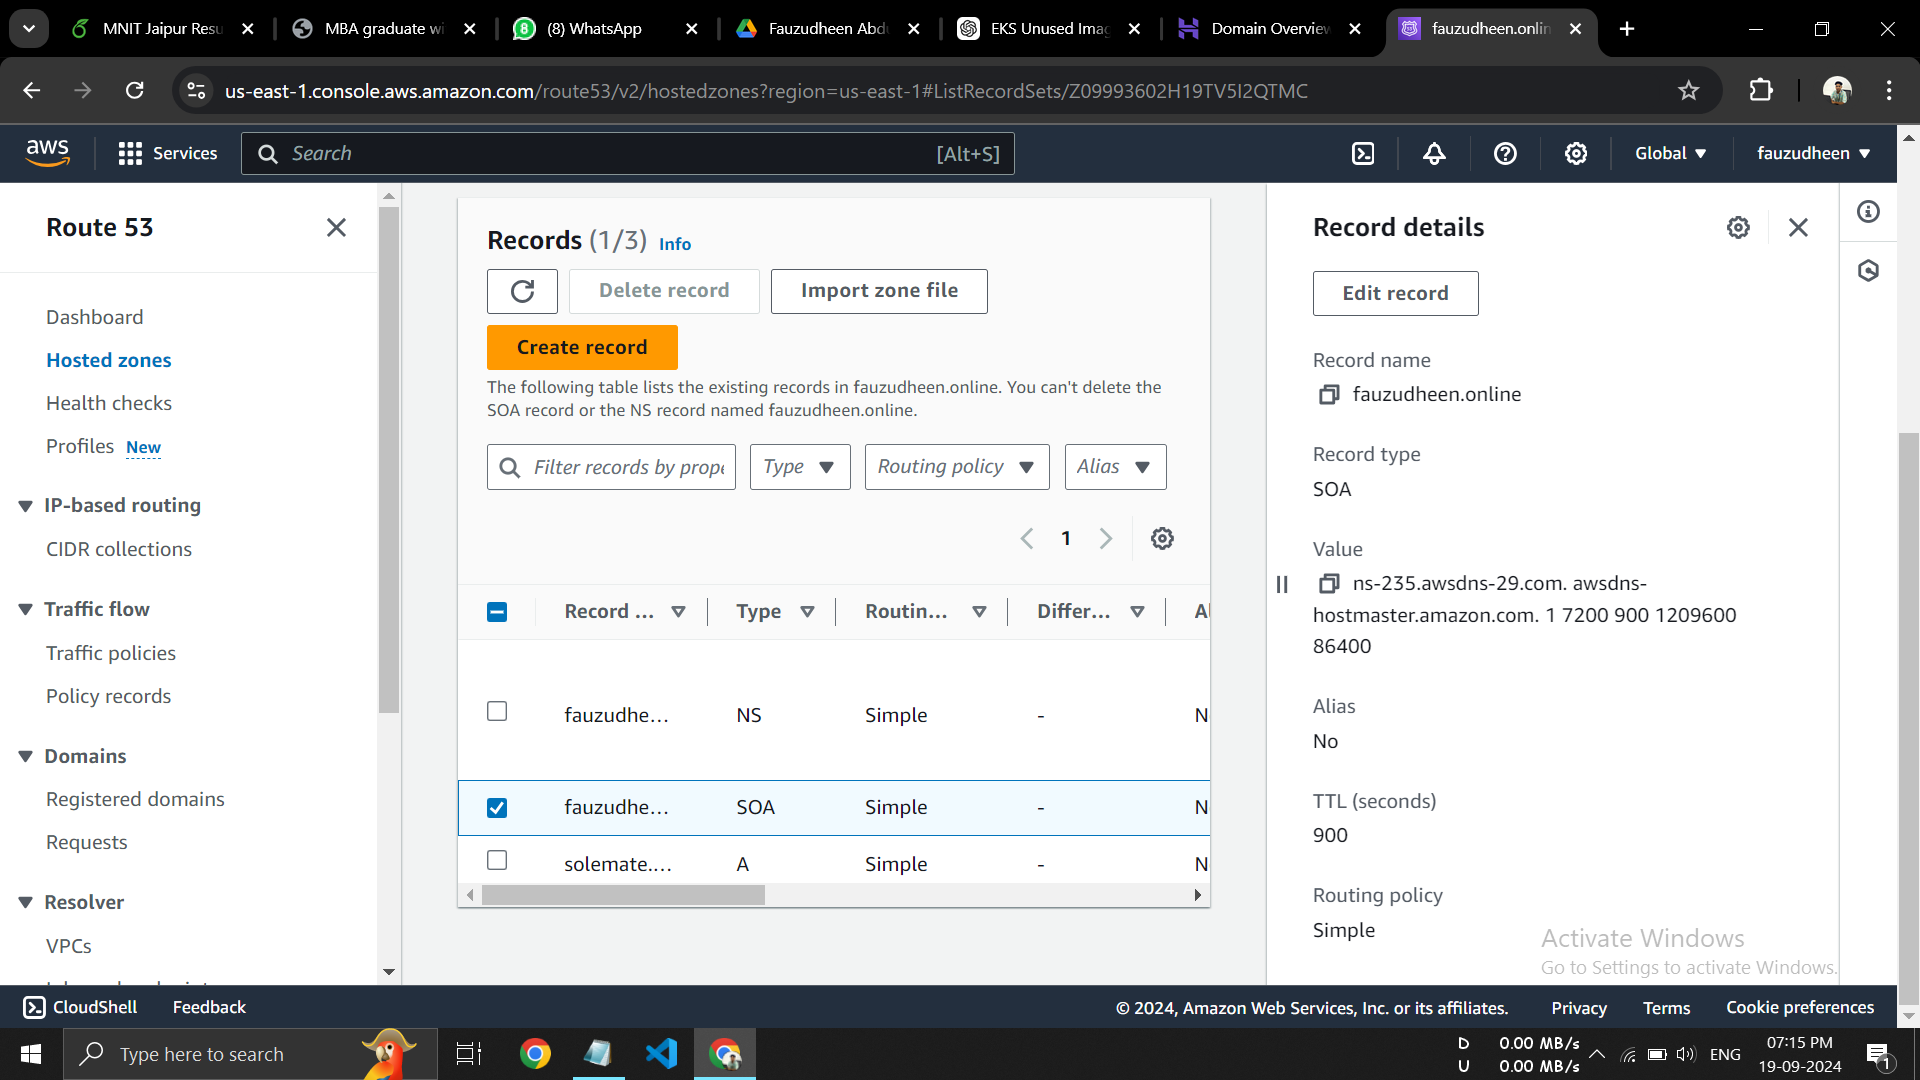 MNIT Jaipur Resu
MBA graduate wi
8
(8) WhatsApp
Fauzudheen Abdu
EKS Unused Imag
Domain Overview
fauzudheen.onlin
us-east-1.console.aws.amazon.com/route53/v2/hostedzones?region=us-east-1#ListRecordSets/Z09993602H19TV5I2QTMC
aws
Services
Search
[Alt+S]
Global
fauzudheen
Route 53
Dashboard
Hosted zones
Health checks
Profiles New
IP-based routing
CIDR collections
Traffic flow
Traffic policies
Policy records
Domains
Registered domains
Requests
Resolver
VPCs
Records (1/3) Info
Delete record
Import zone file
Create record
The following table lists the existing records in fauzudheen.online. You can't delete the
SOA record or the NS record named fauzudheen.online.
Filter records by prope
Type
Routing policy
Alias
1
Record ...
Type
Routin...
Differ...
Al
fauzudhe...
NS
Simple
-
N
fauzudhe...
SOA
Simple
-
N
solemate....
A
Simple
-
N
Record details
Edit record
Record name
fauzudheen.online
Record type
SOA
Value
ns-235.awsdns-29.com. awsdns-
hostmaster.amazon.com. 1 7200 900 1209600
86400
Alias
No
TTL (seconds)
900
Routing policy
Simple
Activate Windows
Go to Settings to activate Windows.
CloudShell
Feedback
© 2024, Amazon Web Services, Inc. or its affiliates.
Privacy
Terms
Cookie preferences
Type here to search
D 0.00 MB/s
U 0.00 MB/s
ENG
07:15 PM
19-09-2024
1